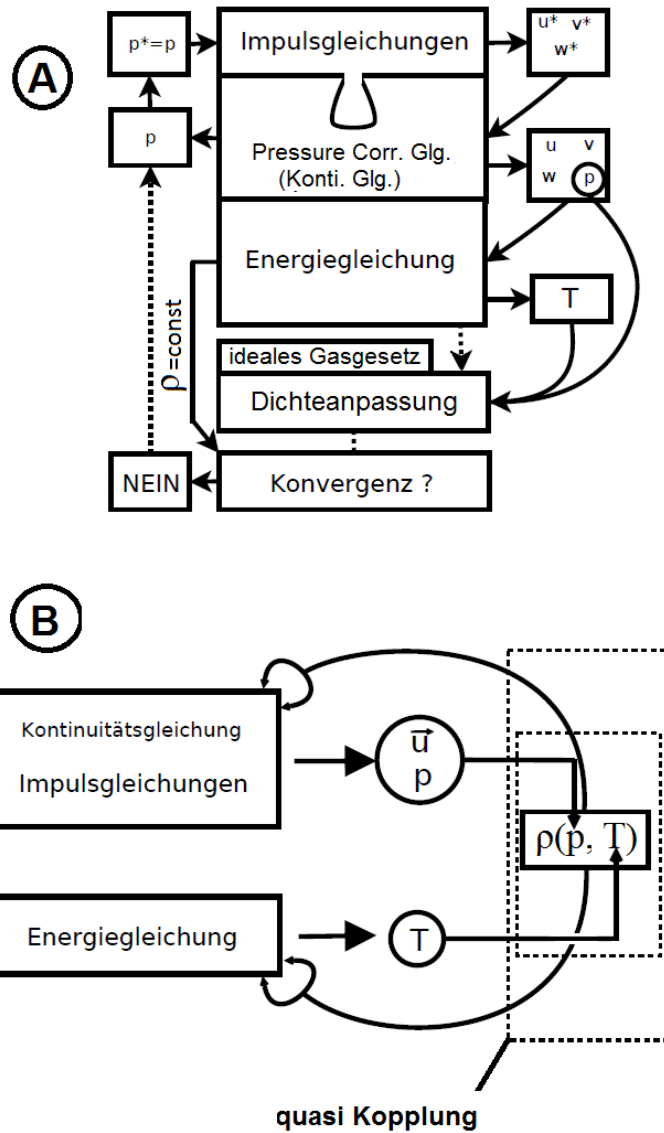 A
p*=p
Impulsgleichungen
u* v*
w*
p
Pressure Corr. Glg.
(Konti. Glg.)
u v
w p
Energiegleichung
T
ρ=const
ideales Gasgesetz
Dichteanpassung
NEIN
Konvergenz ?
B
Kontinuitätsgleichung
Impulsgleichungen
u⃗
p
ρ(p, T)
Energiegleichung
T
quasi Kopplung